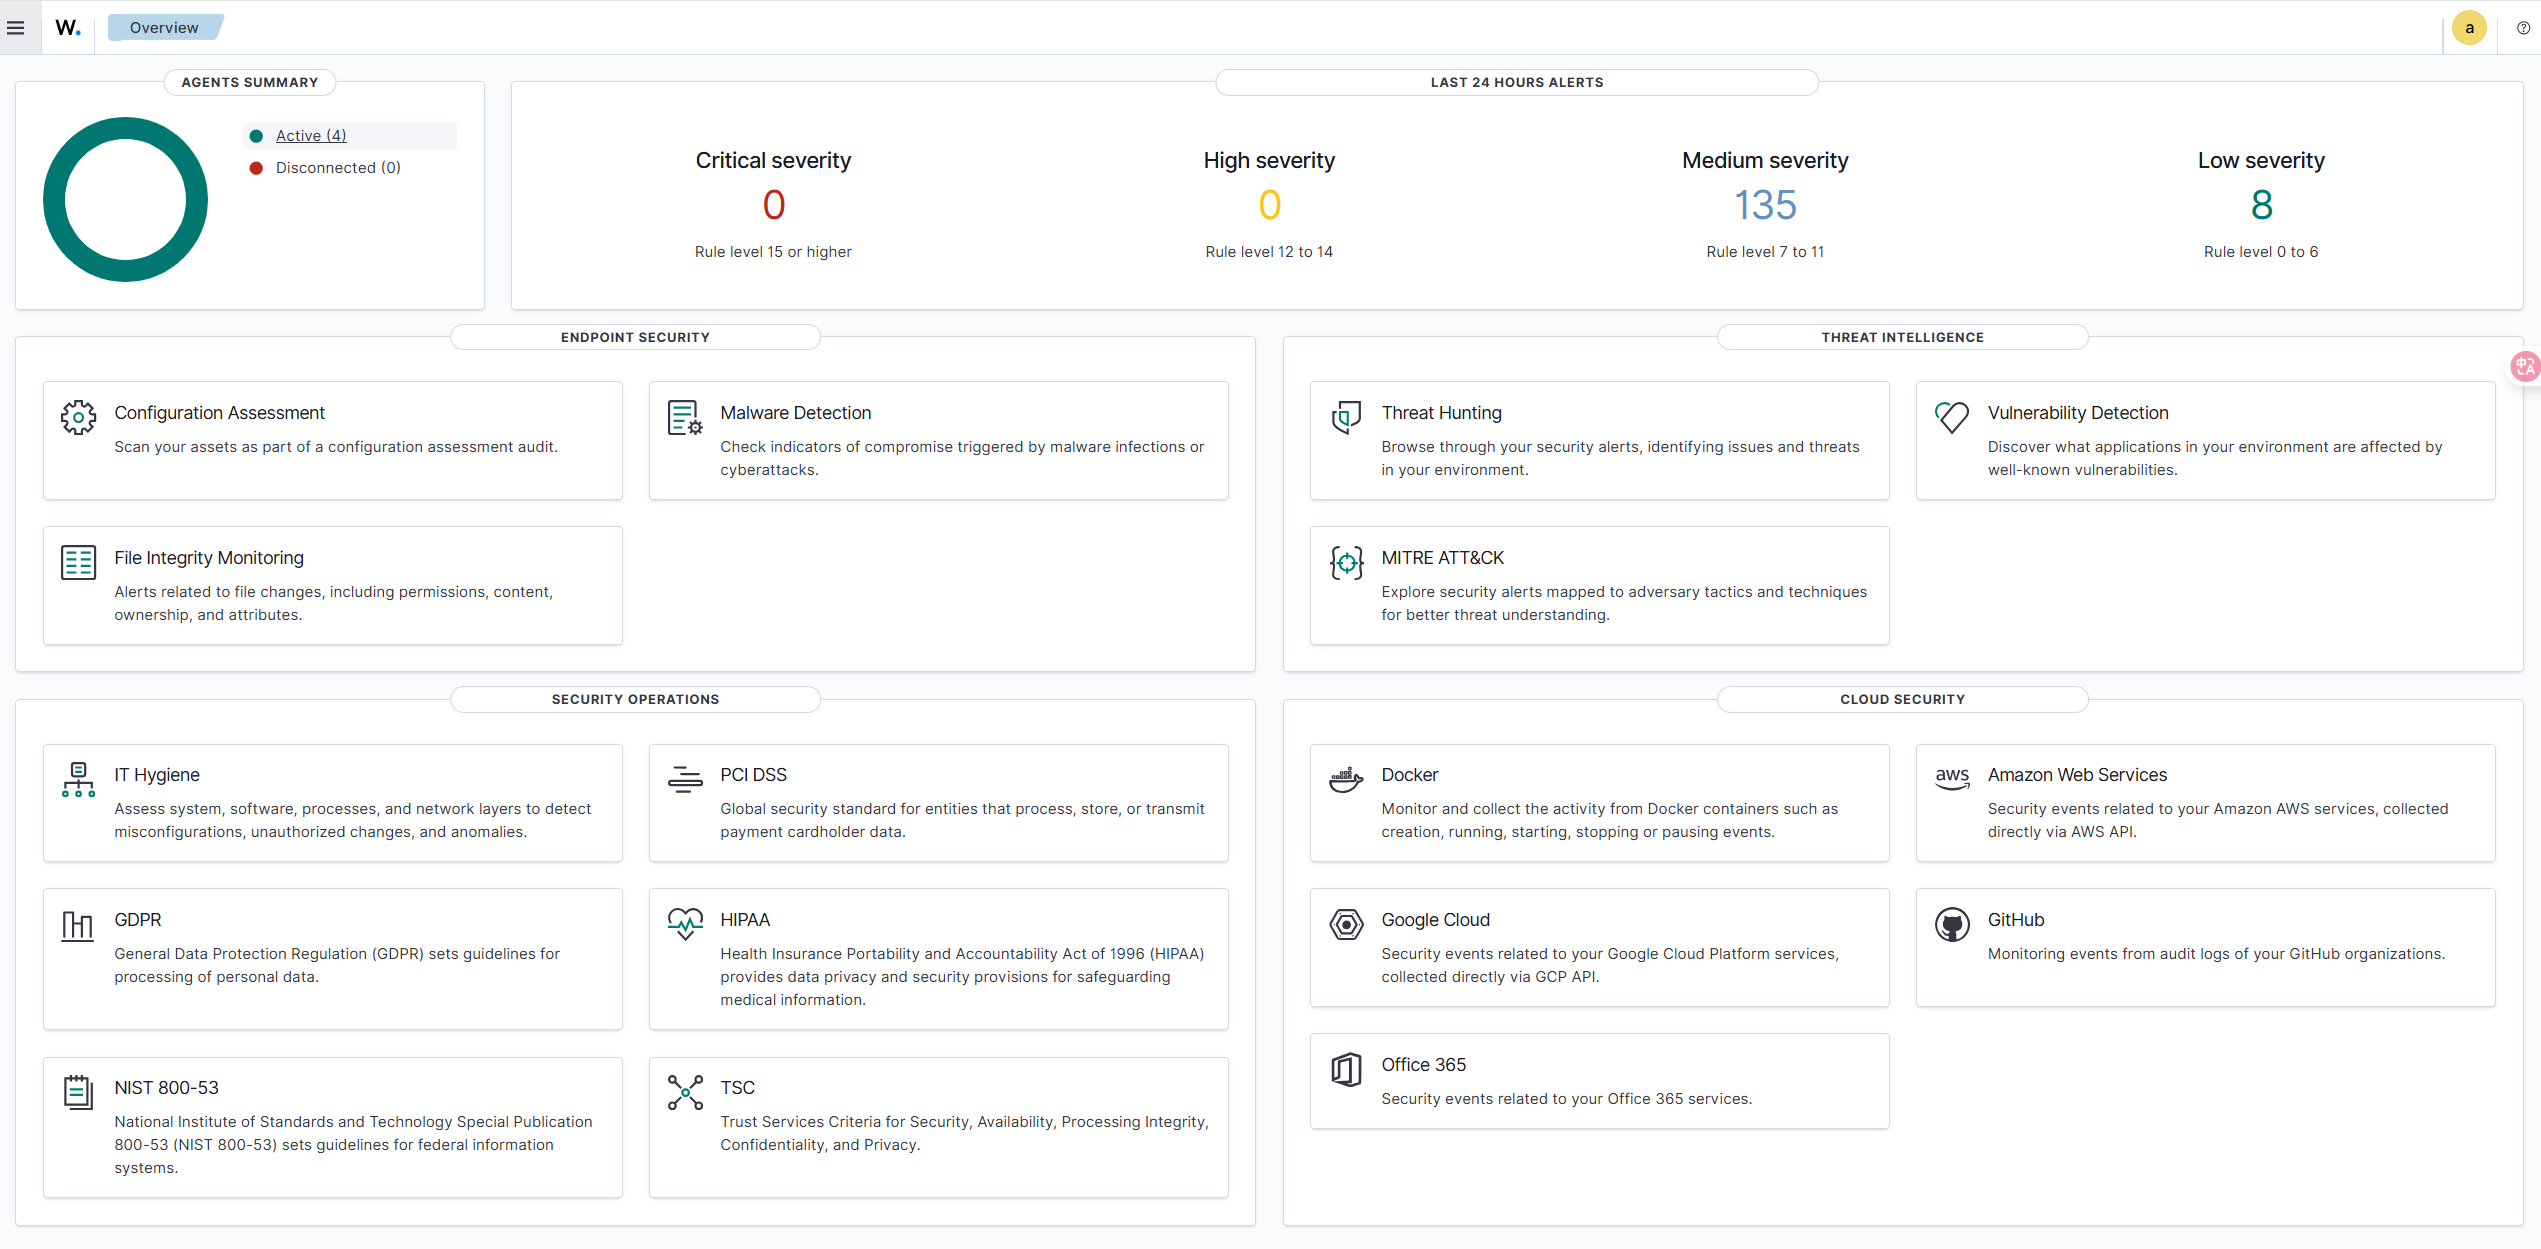 W.
Overview
a
AGENTS SUMMARY
Active (4)
Disconnected (0)
LAST 24 HOURS ALERTS
Critical severity
0
Rule level 15 or higher
High severity
0
Rule level 12 to 14
Medium severity
135
Rule level 7 to 11
Low severity
8
Rule level 0 to 6
ENDPOINT SECURITY
Configuration Assessment
Scan your assets as part of a configuration assessment audit.
Malware Detection
Check indicators of compromise triggered by malware infections or
cyberattacks.
File Integrity Monitoring
Alerts related to file changes, including permissions, content,
ownership, and attributes.
THREAT INTELLIGENCE
Threat Hunting
Browse through your security alerts, identifying issues and threats
in your environment.
Vulnerability Detection
Discover what applications in your environment are affected by
well-known vulnerabilities.
MITRE ATT&CK
Explore security alerts mapped to adversary tactics and techniques
for better threat understanding.
中A
SECURITY OPERATIONS
IT Hygiene
Assess system, software, processes, and network layers to detect
misconfigurations, unauthorized changes, and anomalies.
PCI DSS
Global security standard for entities that process, store, or transmit
payment cardholder data.
GDPR
General Data Protection Regulation (GDPR) sets guidelines for
processing of personal data.
HIPAA
Health Insurance Portability and Accountability Act of 1996 (HIPAA)
provides data privacy and security provisions for safeguarding
medical information.
NIST 800-53
National Institute of Standards and Technology Special Publication
800-53 (NIST 800-53) sets guidelines for federal information
systems.
TSC
Trust Services Criteria for Security, Availability, Processing Integrity,
Confidentiality, and Privacy.
CLOUD SECURITY
Docker
Monitor and collect the activity from Docker containers such as
creation, running, starting, stopping or pausing events.
aws
Amazon Web Services
Security events related to your Amazon AWS services, collected
directly via AWS API.
Google Cloud
Security events related to your Google Cloud Platform services,
collected directly via GCP API.
GitHub
Monitoring events from audit logs of your GitHub organizations.
Office 365
Security events related to your Office 365 services.